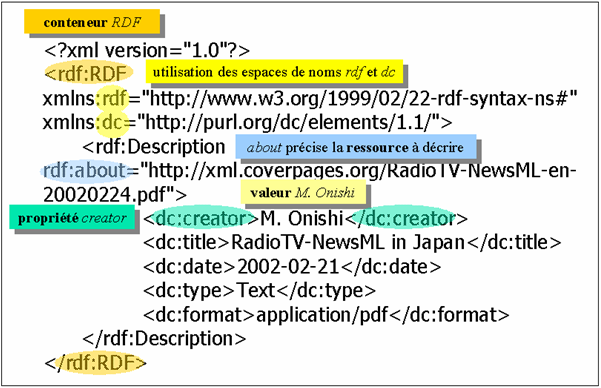 conteneur RDF
<?xml version="1.0"?>
<rdf:RDF utilisation des espaces de noms rdf et dc
xmlns:rdf="http://www.w3.org/1999/02/22-rdf-syntax-ns#"
xmlns:dc="http://purl.org/dc/elements/1.1/">
<rdf:Description about précise la ressource à décrire
rdf:about="http://xml.coverpages.org/RadioTV-NewsML-en-
20020224.pdf"> valeur M. Onishi
propriété creator <dc:creator>M. Onishi</dc:creator>
<dc:title>RadioTV-NewsML in Japan</dc:title>
<dc:date>2002-02-21</dc:date>
<dc:type>Text</dc:type>
<dc:format>application/pdf</dc:format>
</rdf:Description>
</rdf:RDF>